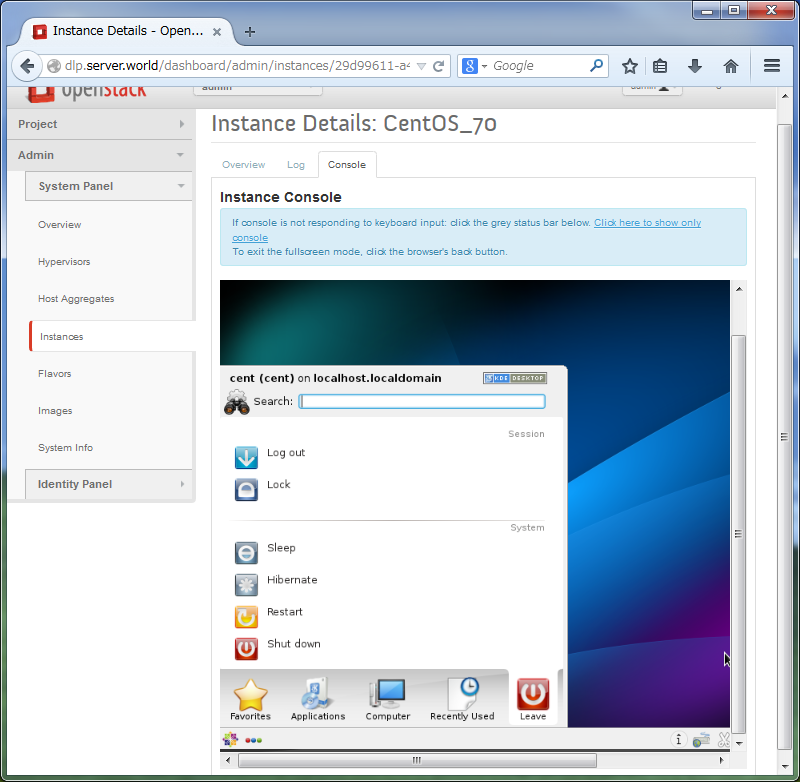 Instance Details - Open...
dlp.server.world/dashboard/admin/instances/29d99611-a4
Google
openstack
admin
admin
Project
Admin
System Panel
Overview
Hypervisors
Host Aggregates
Instances
Flavors
Images
System Info
Identity Panel
Instance Details: CentOS_70
Overview
Log
Console
Instance Console
If console is not responding to keyboard input: click the grey status bar below. Click here to show only
console
To exit the fullscreen mode, click the browser's back button.
cent (cent) on localhost.localdomain
KDE DESKTOP
Search:
Session
Log out
Lock
System
Sleep
Hibernate
Restart
Shut down
Favorites
Applications
Computer
Recently Used
Leave